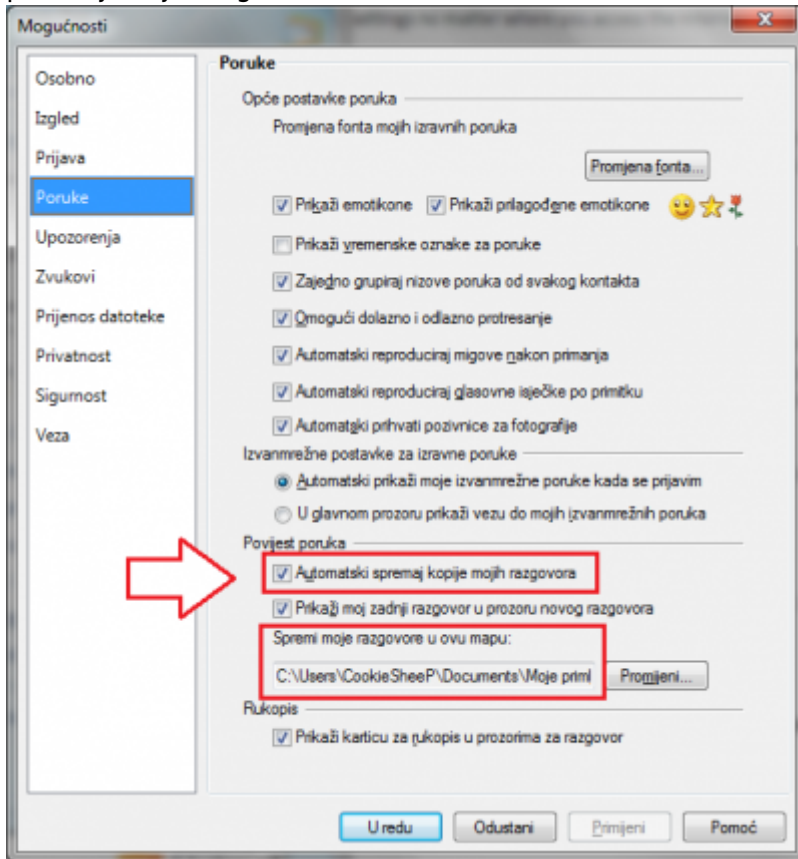 Mogućnosti
Osobno
Izgled
Prijava
Poruke
Upozorenja
Zvukovi
Prijenos datoteke
Privatnost
Sigurnost
Veza
Poruke
Opće postavke poruka
Promjena fonta mojih izravnih poruka
Promjena fonta...
Prikaži emotikone Prikaži prilagođene emotikone
Prikaži vremenske oznake za poruke
Zajedno grupiraj nizove poruka od svakog kontakta
Omogući dolazno i odlazno protresanje
Automatski reproduciraj migove nakon primanja
Automatski reproduciraj glasovne isječke po primitku
Automatski prihvati pozivnice za fotografije
Izvanmrežne postavke za izravne poruke
Automatski prikaži moje izvanmrežne poruke kada se prijavim
U glavnom prozoru prikaži vezu do mojih izvanmrežnih poruka
Povijest poruka
Automatski spremaj kopije mojih razgovora
Prikaži moj zadnji razgovor u prozoru novog razgovora
Spremi moje razgovore u ovu mapu:
C:\Users\CookieSheeP\Documents\Moje priml Promijeni...
Rukopis
Prikaži karticu za rukopis u prozorima za razgovor
U redu Odustani Primijeni Pomoć